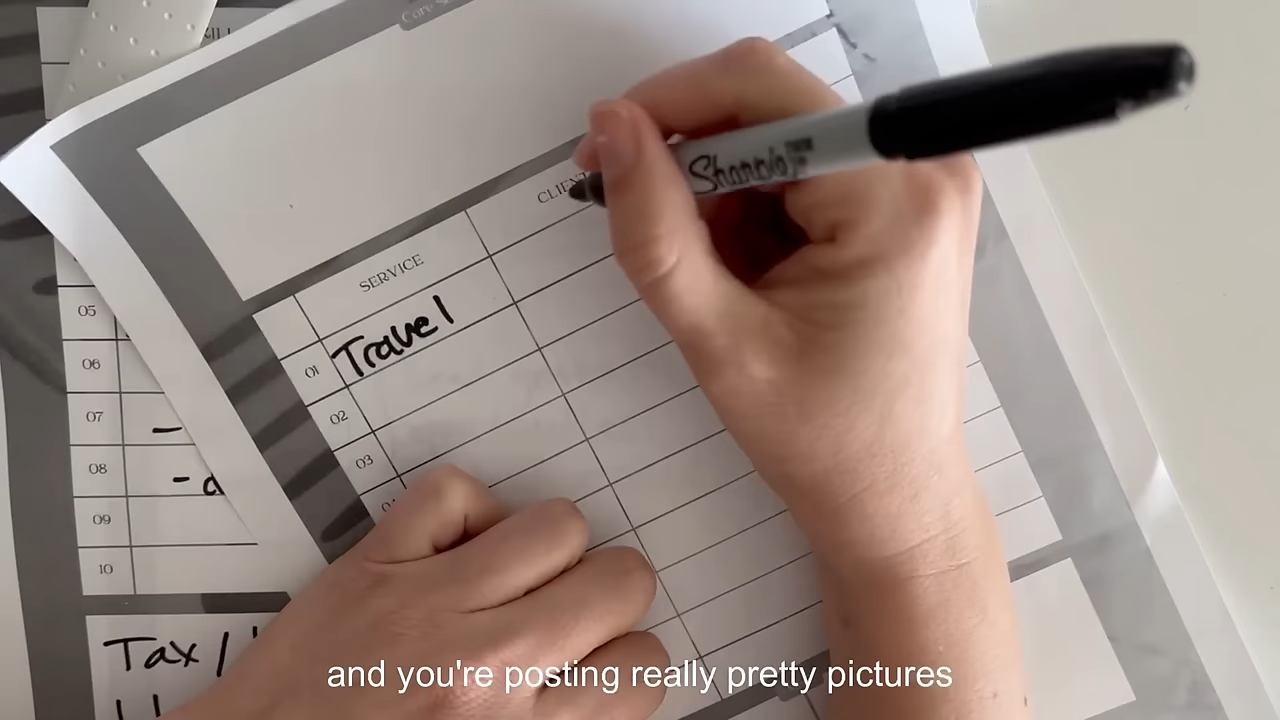 Sharpie
CLIENT
SERVICE
01 Travel
02
03
05
06
07 -
08 - a
09
10
Tax /
and you're posting really pretty pictures